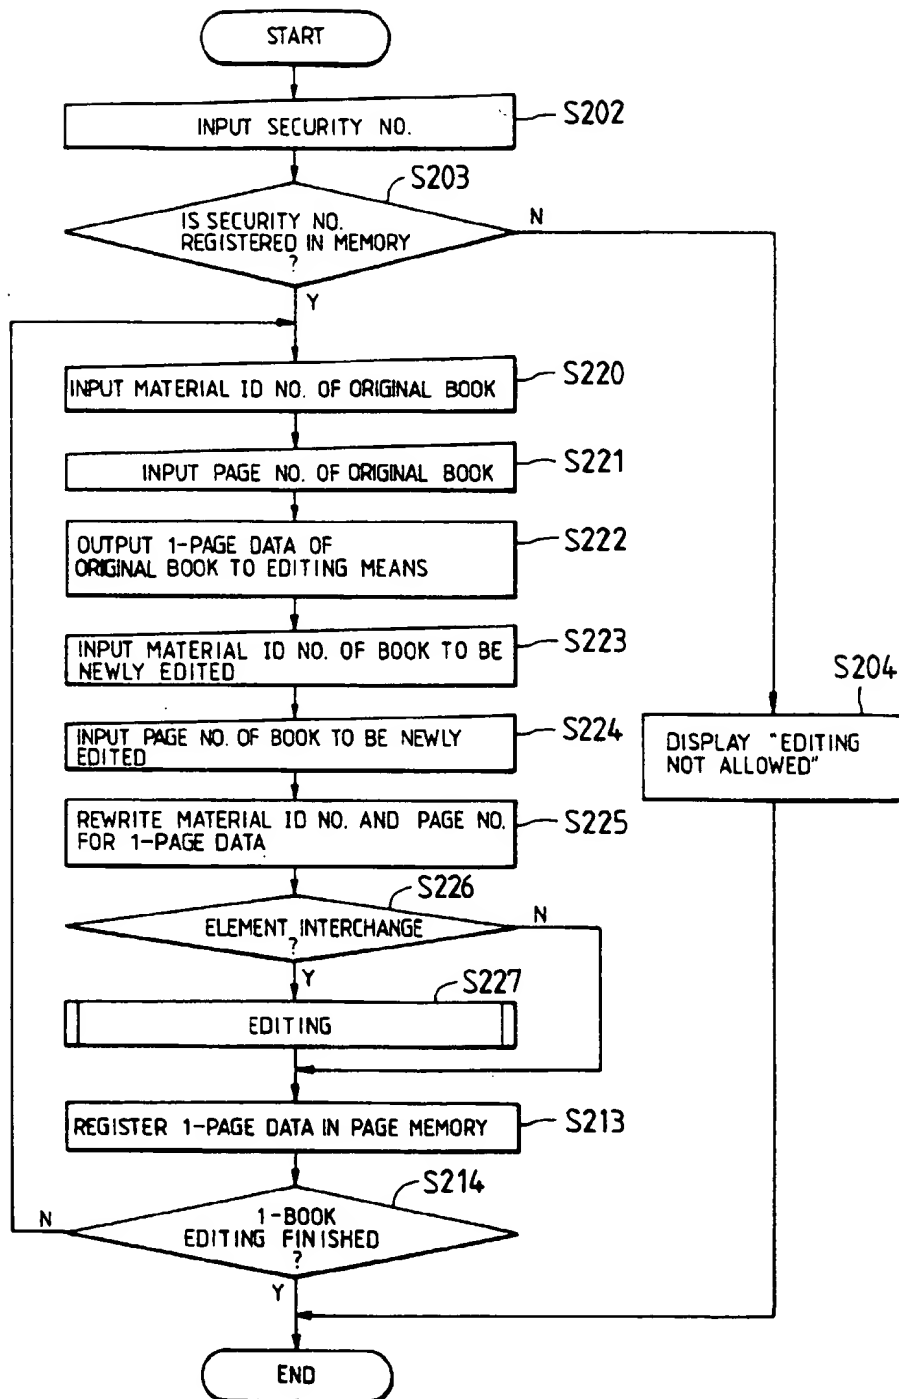 START
INPUT SECURITY NO.
S202
S203
IS SECURITY NO.
REGISTERED IN MEMORY
?
N
Y
INPUT MATERIAL ID NO. OF ORIGINAL BOOK
S220
INPUT PAGE NO. OF ORIGINAL BOOK
S221
OUTPUT 1-PAGE DATA OF
ORIGINAL BOOK TO EDITING MEANS
S222
INPUT MATERIAL ID NO. OF BOOK TO BE
NEWLY EDITED
S223
INPUT PAGE NO. OF BOOK TO BE NEWLY
EDITED
S224
S204
DISPLAY "EDITING
NOT ALLOWED"
REWRITE MATERIAL ID NO. AND PAGE NO.
FOR 1-PAGE DATA
S225
S226
ELEMENT INTERCHANGE
?
N
Y
S227
EDITING
REGISTER 1-PAGE DATA IN PAGE MEMORY
S213
S214
1-BOOK
EDITING FINISHED
?
N
Y
END